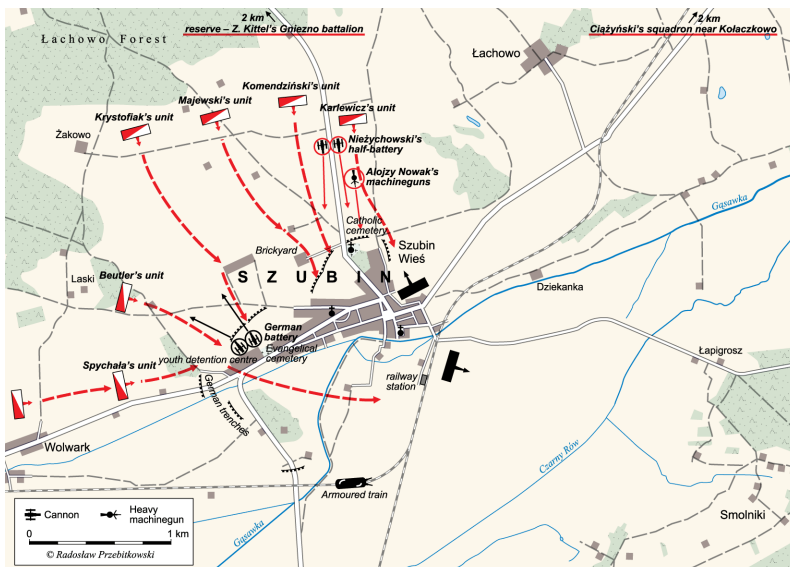 2 km
reserve – Z. Kittel's Gniezno battalion
2 km
Ciążyński's squadron near Kołaczkowo
Łachowo Forest
Łachowo
Komendziński's unit
Majewski's unit
Krystofiak's unit
Karlewicz's unit
Żakowo
Nieżychowski's
half-battery
Alojzy Nowak's
machineguns
Gąsawka
Catholic
cemetery
Szubin
Wieś
Brickyard
SZUBIN
Beutler's unit
Laski
Dziekanka
German
battery
Evangelical
cemetery
youth detention centre
Łapigrosz
Spychała's unit
railway
station
German trenches
Wolwark
Czarny Rów
Armoured train
Smolniki
Gąsawka
Cannon
Heavy
machinegun
0
1 km
© Radosław Przebitkowski